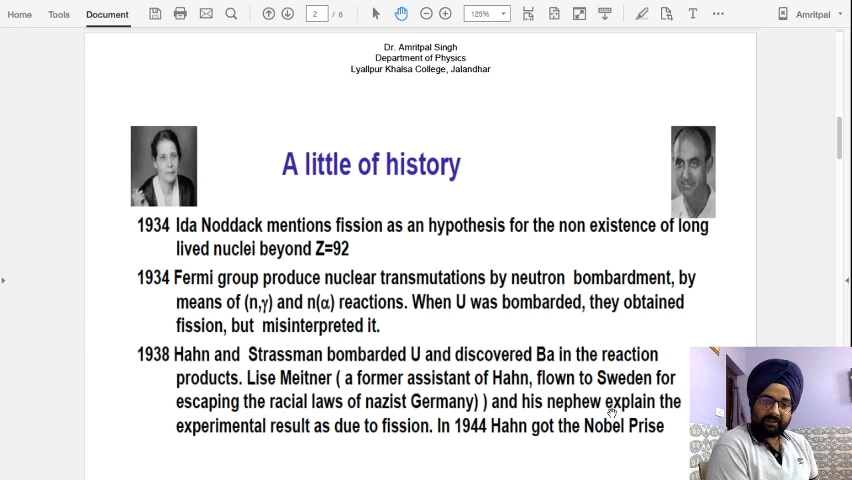 Home Tools Document 2 / 6 125% Amritpal
Dr. Amritpal Singh
Department of Physics
Lyallpur Khalsa College, Jalandhar
A little of history
1934 Ida Noddack mentions fission as an hypothesis for the non existence of long
lived nuclei beyond Z=92
1934 Fermi group produce nuclear transmutations by neutron bombardment, by
means of (n,γ) and n(α) reactions. When U was bombarded, they obtained
fission, but misinterpreted it.
1938 Hahn and Strassman bombarded U and discovered Ba in the reaction
products. Lise Meitner ( a former assistant of Hahn, flown to Sweden for
escaping the racial laws of nazist Germany) ) and his nephew explain the
experimental result as due to fission. In 1944 Hahn got the Nobel Prise